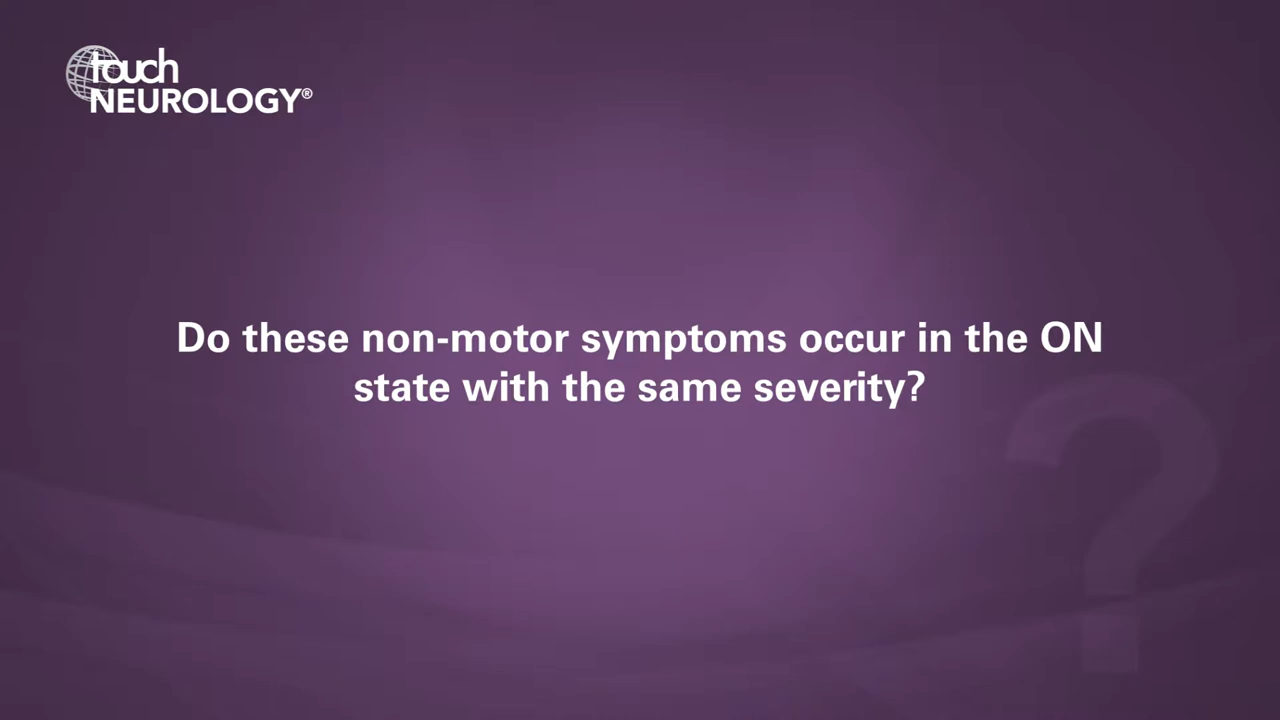 touch
NEUROLOGY®
Do these non-motor symptoms occur in the ON
state with the same severity?
?